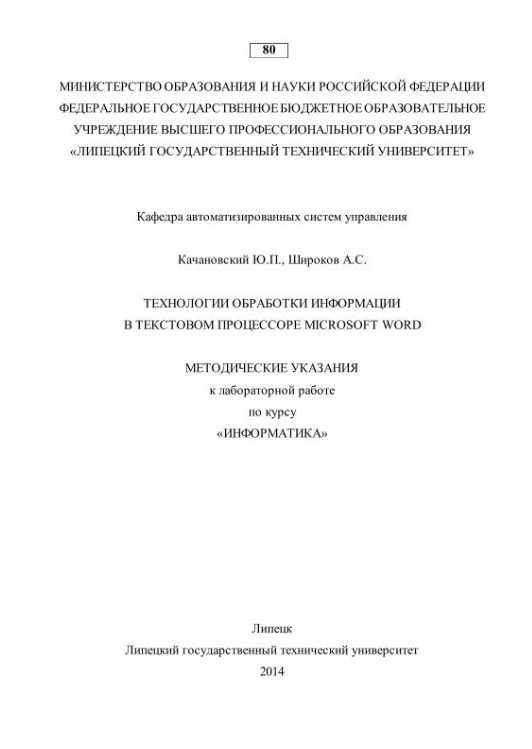 80
МИНИСТЕРСТВО ОБРАЗОВАНИЯ И НАУКИ РОССИЙСКОЙ ФЕДЕРАЦИИ
ФЕДЕРАЛЬНОЕ ГОСУДАРСТВЕННОЕ БЮДЖЕТНОЕ ОБРАЗОВАТЕЛЬНОЕ
УЧРЕЖДЕНИЕ ВЫСШЕГО ПРОФЕССИОНАЛЬНОГО ОБРАЗОВАНИЯ
«ЛИПЕЦКИЙ ГОСУДАРСТВЕННЫЙ ТЕХНИЧЕСКИЙ УНИВЕРСИТЕТ»
Кафедра автоматизированных систем управления
Качановский Ю.П., Широков А.С.
ТЕХНОЛОГИИ ОБРАБОТКИ ИНФОРМАЦИИ
В ТЕКСТОВОМ ПРОЦЕССОРЕ MICROSOFT WORD
МЕТОДИЧЕСКИЕ УКАЗАНИЯ
к лабораторной работе
по курсу
«ИНФОРМАТИКА»
Липецк
Липецкий государственный технический университет
2014